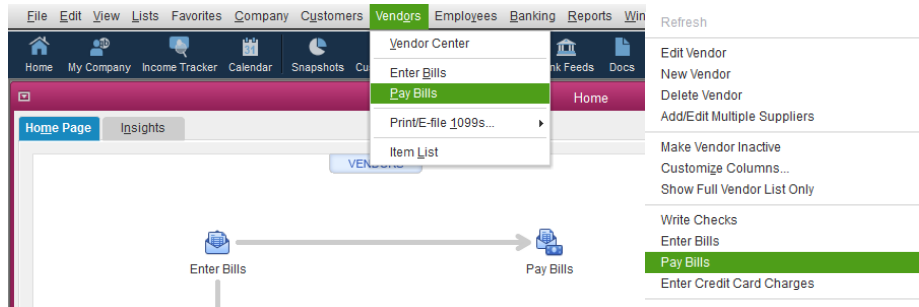 File Edit View Lists Favorites Company Customers Vendors Employees Banking Reports Win
Home My Company Income Tracker Calendar 31 Snapshots Cu nk Feeds Docs
Vendor Center
Enter Bills
Pay Bills
Print/E-file 1099s...
Item List
Home
Home Page Insights
VENDORS
Enter Bills Pay Bills
Refresh
Edit Vendor
New Vendor
Delete Vendor
Add/Edit Multiple Suppliers
Make Vendor Inactive
Customize Columns...
Show Full Vendor List Only
Write Checks
Enter Bills
Pay Bills
Enter Credit Card Charges